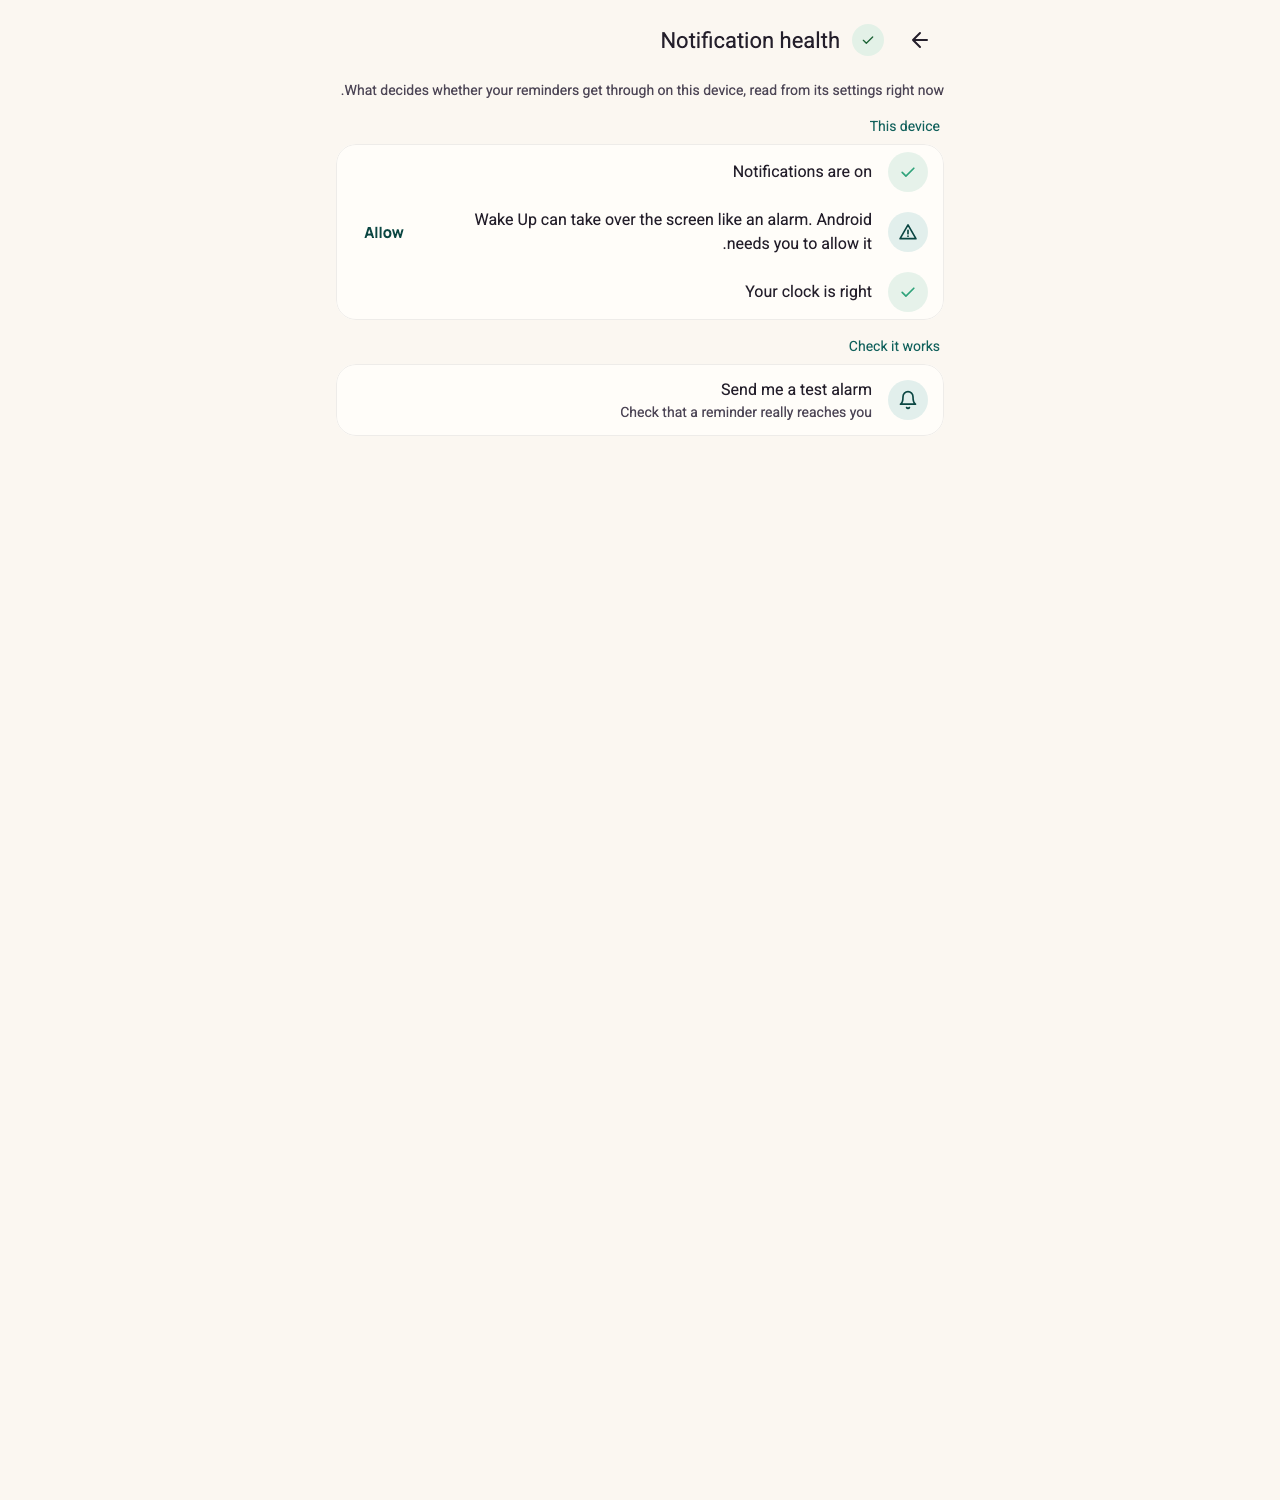 Notification health
.What decides whether your reminders get through on this device, read from its settings right now
This device
Notifications are on
Wake Up can take over the screen like an alarm. Android
.needs you to allow it
Allow
Your clock is right
Check it works
Send me a test alarm
Check that a reminder really reaches you